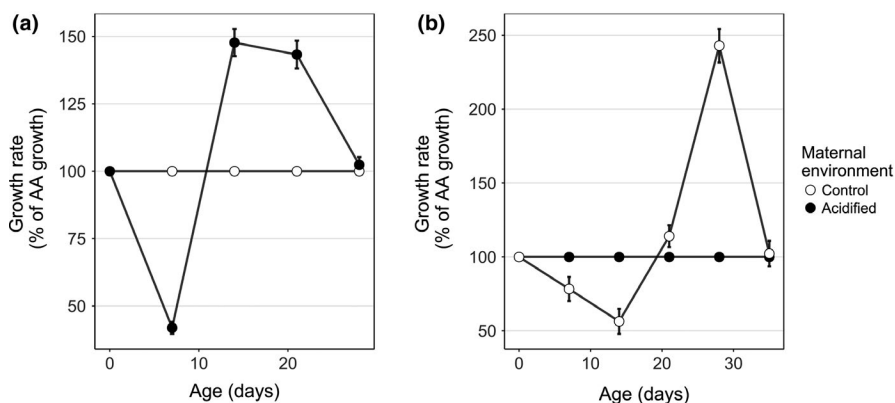 (a)
150
125
100
75
50
Growth rate
(% of AA growth)
0
10
20
Age (days)
(b)
250
200
150
100
50
Growth rate
(% of AA growth)
0
10
20
30
Age (days)
Maternal
environment
Control
Acidified